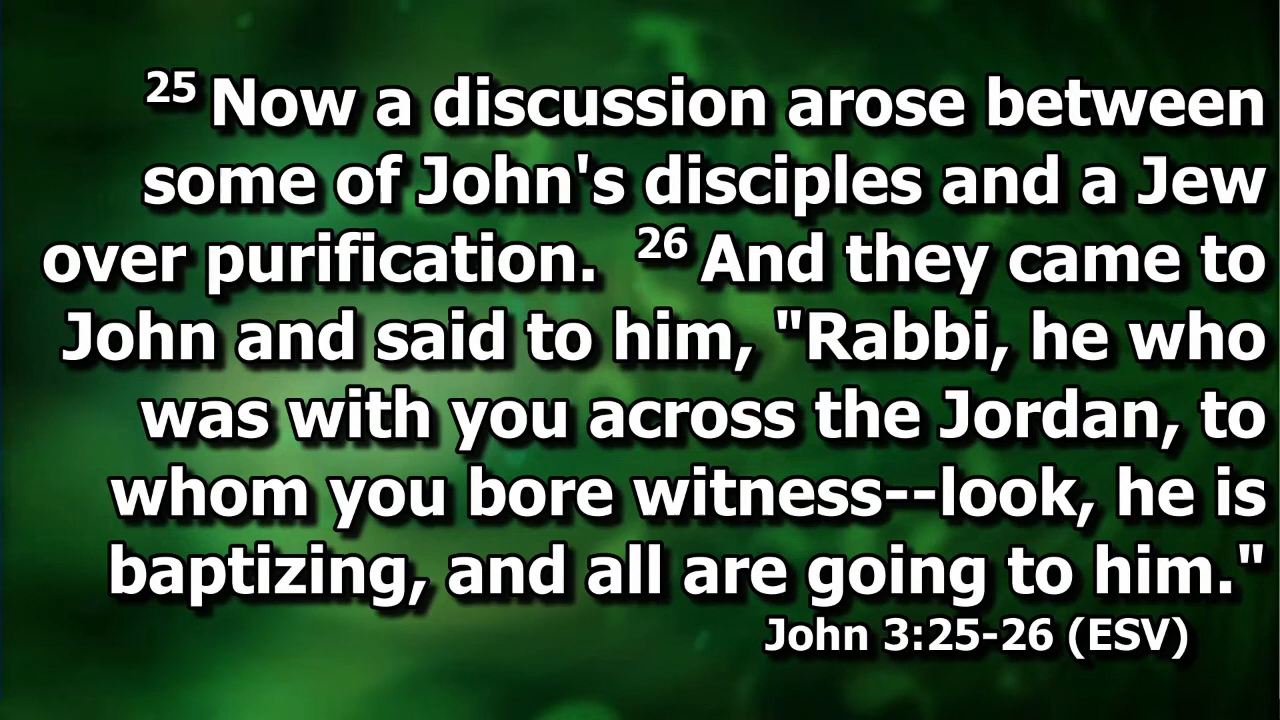 25 Now a discussion arose between
some of John's disciples and a Jew
over purification. 26 And they came to
John and said to him, "Rabbi, he who
was with you across the Jordan, to
whom you bore witness--look, he is
baptizing, and all are going to him."
John 3:25-26 (ESV)